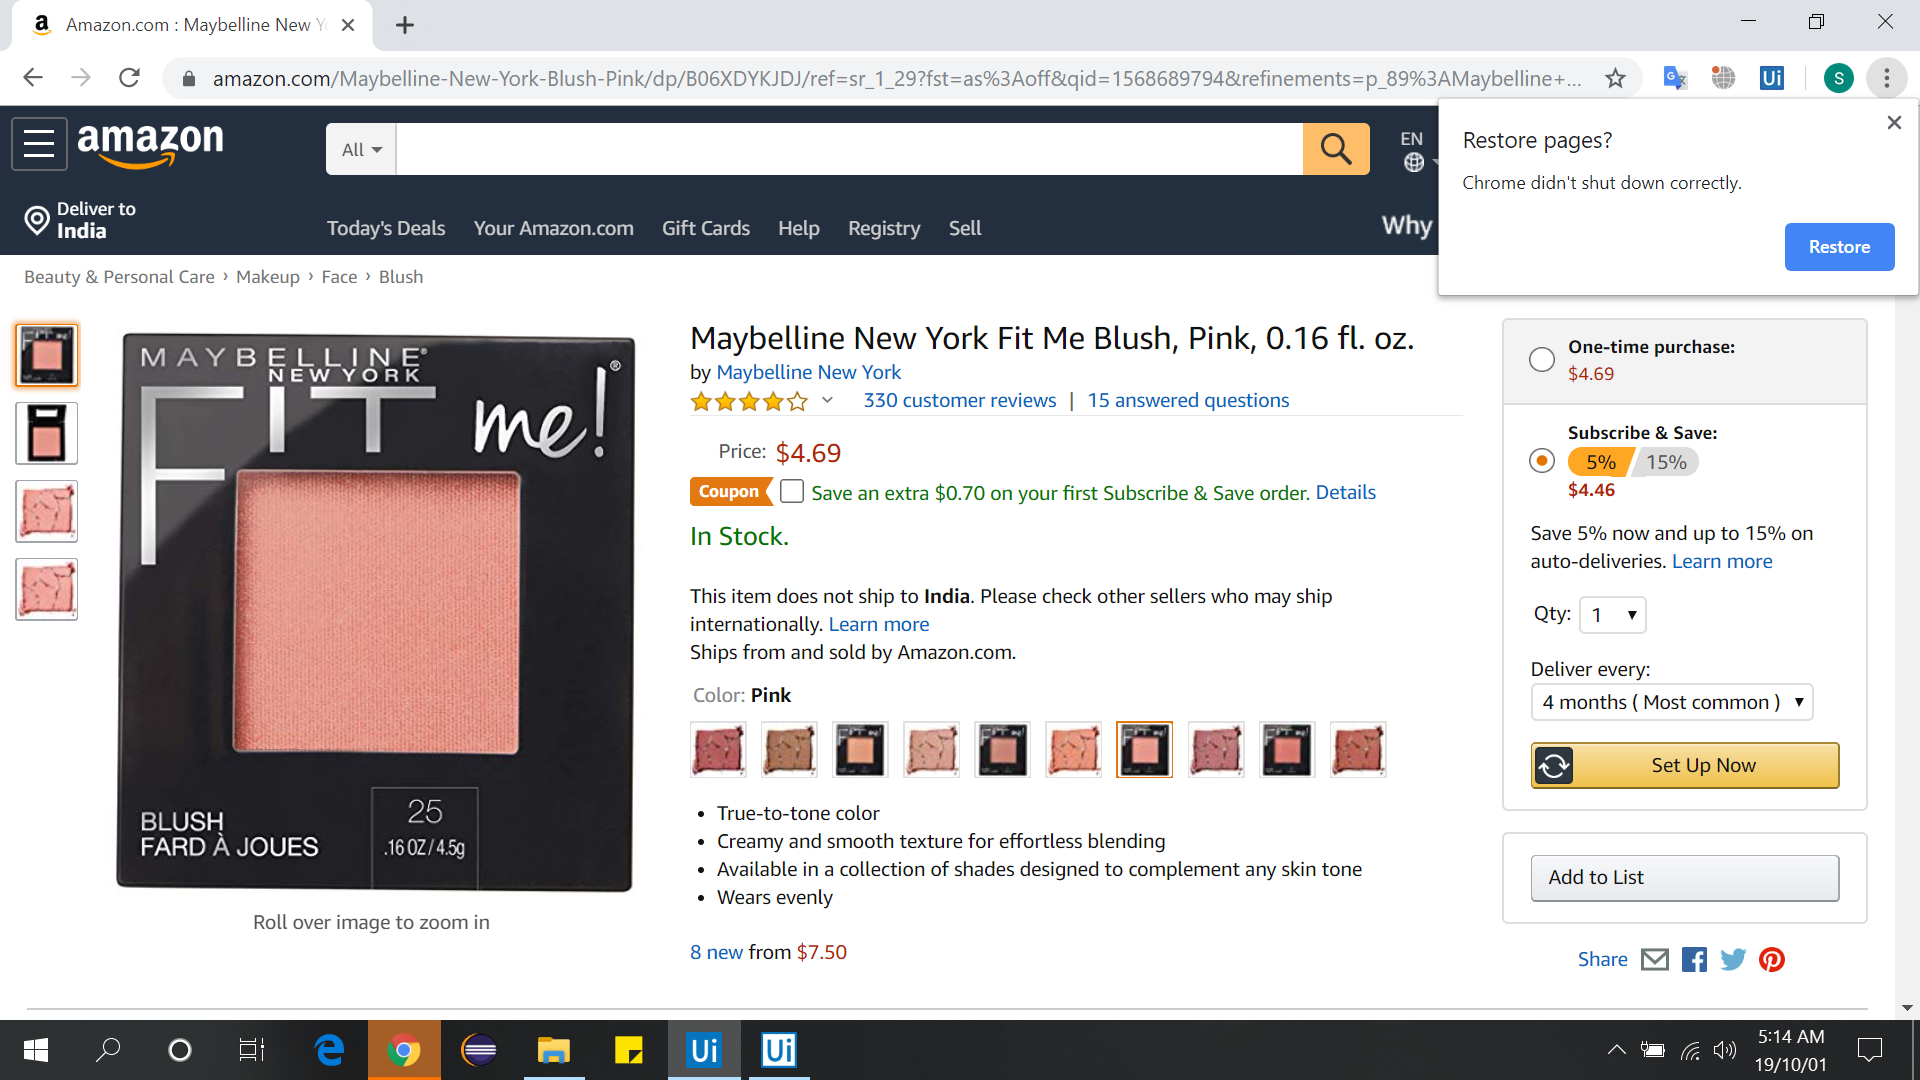 Amazon.com : Maybelline New Y
amazon.com/Maybelline-New-York-Blush-Pink/dp/B06XDYKJDJ/ref=sr_1_29?fst=as%3Aoff&qid=1568689794&refinements=p_89%3AMaybelline+...
S
Ui
Restore pages?
Chrome didn't shut down correctly.
Restore
amazon
All
EN
Deliver to
India
Today's Deals
Your Amazon.com
Gift Cards
Help
Registry
Sell
Why
Beauty & Personal Care › Makeup › Face › Blush
MAYBELLINE®
NEW YORK
FIT me!®
BLUSH
FARD À JOUES
25
.16 OZ/4.5g
Roll over image to zoom in
Maybelline New York Fit Me Blush, Pink, 0.16 fl. oz.
by Maybelline New York
330 customer reviews | 15 answered questions
Price: $4.69
Coupon Save an extra $0.70 on your first Subscribe & Save order. Details
In Stock.
This item does not ship to India. Please check other sellers who may ship
internationally. Learn more
Ships from and sold by Amazon.com.
Color: Pink
• True-to-tone color
• Creamy and smooth texture for effortless blending
• Available in a collection of shades designed to complement any skin tone
• Wears evenly
8 new from $7.50
One-time purchase:
$4.69
Subscribe & Save:
5% 15%
$4.46
Save 5% now and up to 15% on
auto-deliveries. Learn more
Qty: 1
Deliver every:
4 months ( Most common )
Set Up Now
Add to List
Share
Ui
Ui
5:14 AM
19/10/01